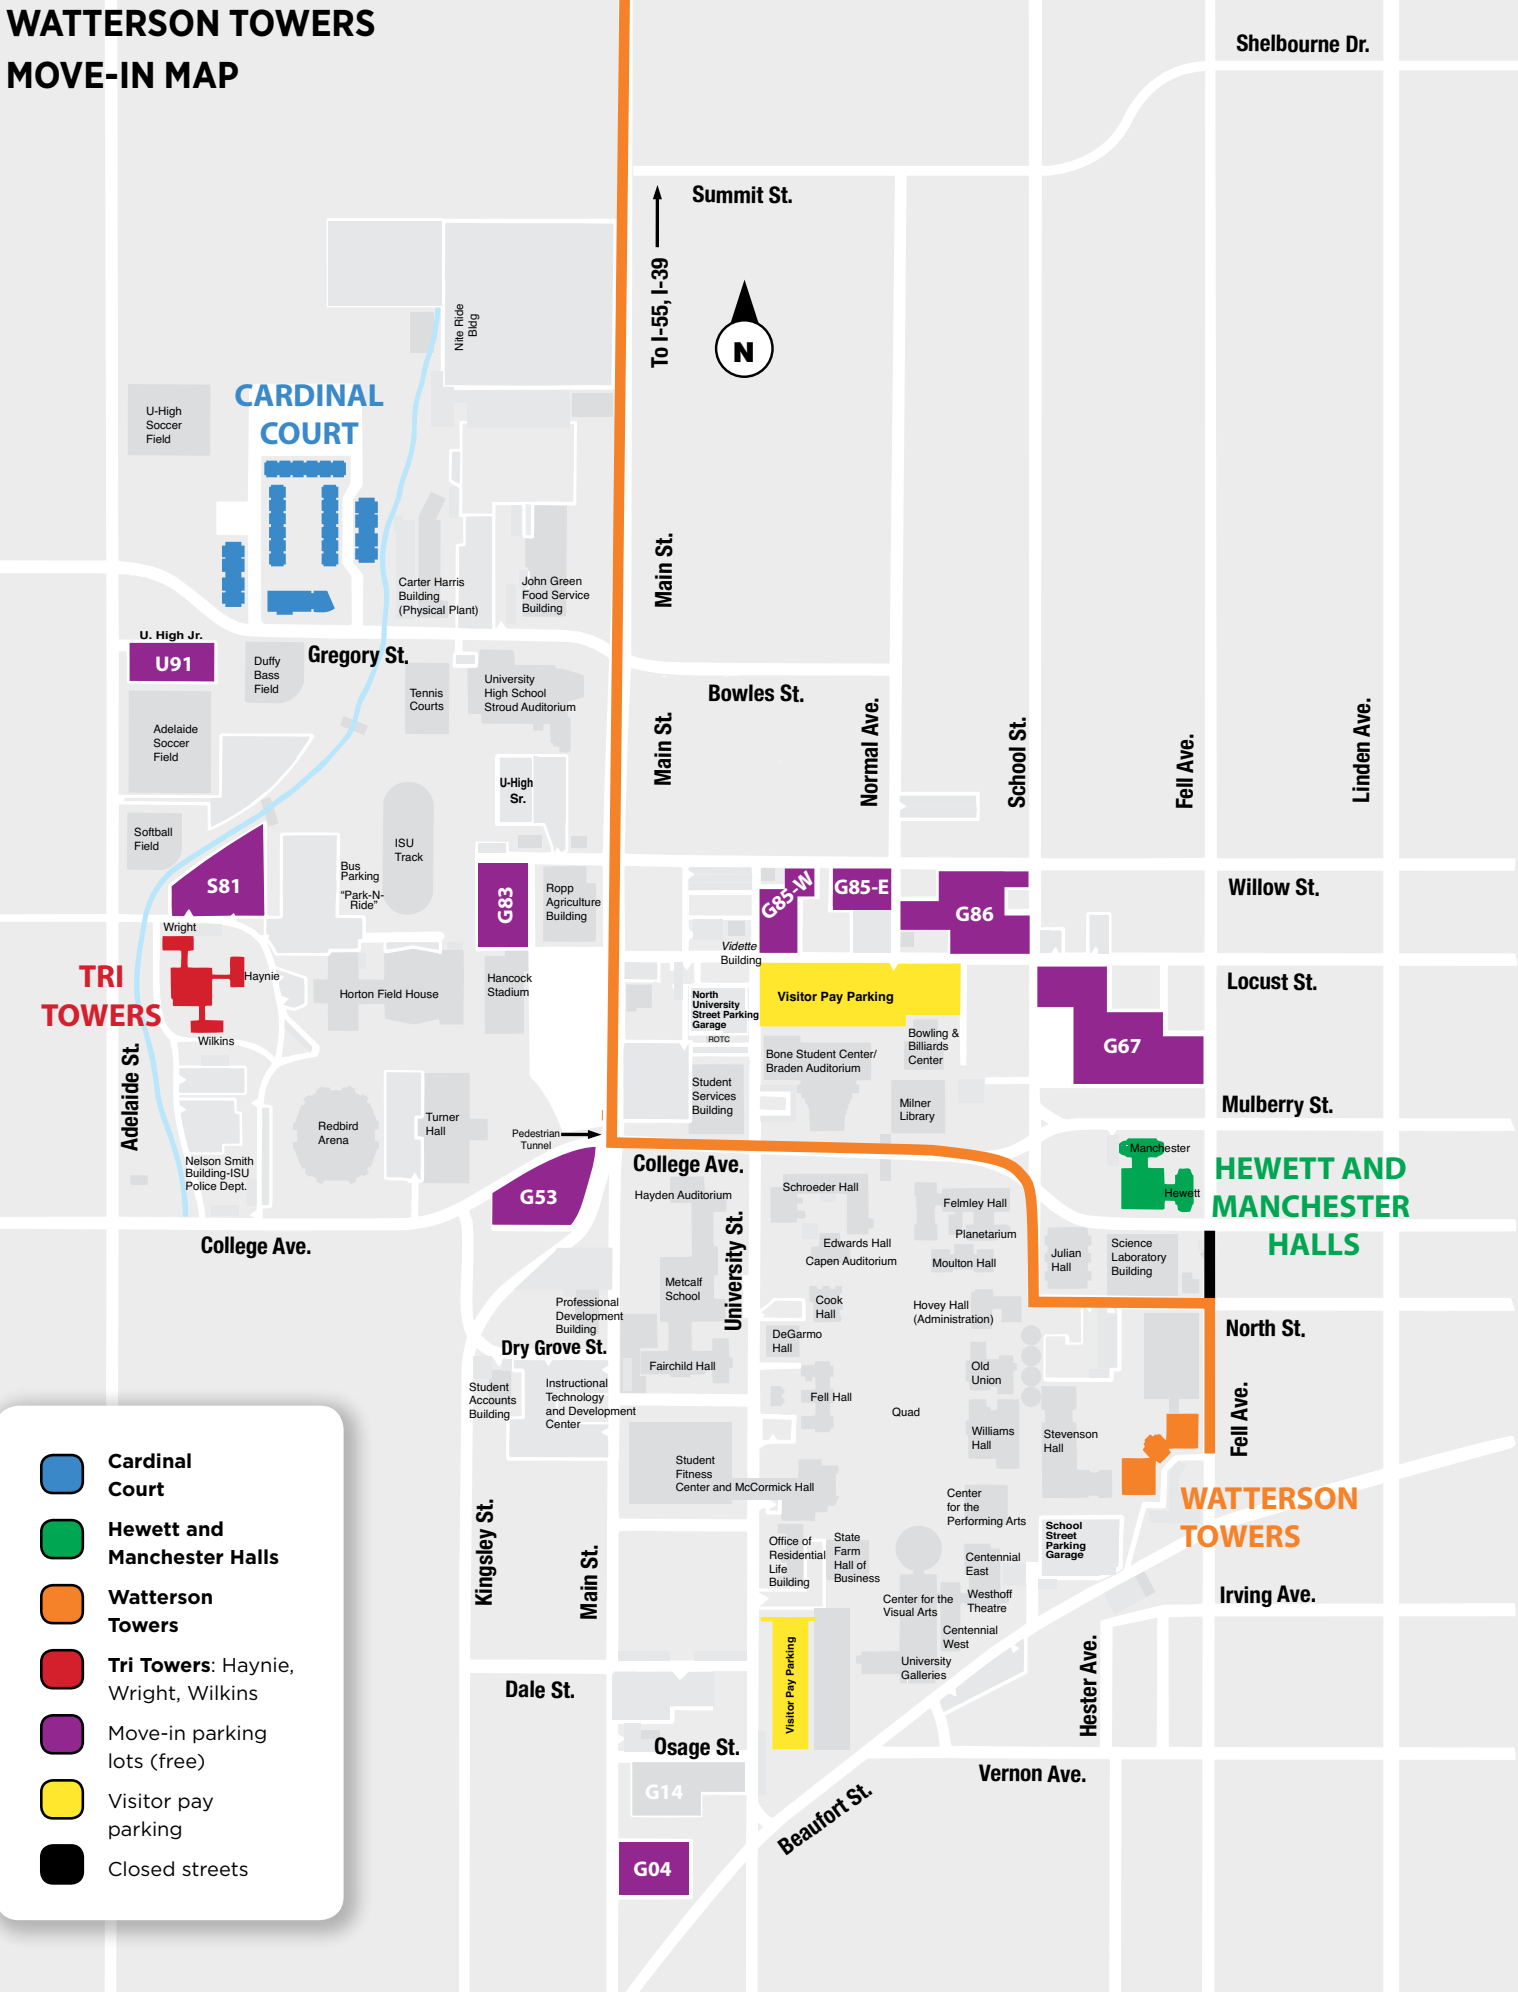 WATTERSON TOWERS
MOVE-IN MAP
Shelbourne Dr.
Summit St.
To I-55, I-39
N
Nite Ride
Bldg
CARDINAL
COURT
U-High
Soccer
Field
Main St.
Carter Harris
Building
(Physical Plant)
John Green
Food Service
Building
U. High Jr.
U91
Duffy
Bass
Field
Gregory St.
Tennis
Courts
University
High School
Stroud Auditorium
Bowles St.
Main St.
Normal Ave.
School St.
Fell Ave.
Linden Ave.
Adelaide
Soccer
Field
U-High
Sr.
Softball
Field
ISU
Track
S81
Bus
Parking
“Park-N-
Ride”
G83
Ropp
Agriculture
Building
G85-W
G85-E
G86
Willow St.
Wright
Haynie
TRI
TOWERS
Wilkins
Horton Field House
Hancock
Stadium
Vidette
Building
North
University
Street Parking
Garage
ROTC
Visitor Pay Parking
Locust St.
G67
Bowling &
Billiards
Center
Bone Student Center/
Braden Auditorium
Student
Services
Building
Milner
Library
Mulberry St.
Adelaide St.
Redbird
Arena
Turner
Hall
Pedestrian
Tunnel
Nelson Smith
Building-ISU
Police Dept.
G53
College Ave.
Hayden Auditorium
Schroeder Hall
Felmley Hall
Planetarium
Manchester
Hewett
HEWETT AND
MANCHESTER
HALLS
College Ave.
University St.
Edwards Hall
Capen Auditorium
Moulton Hall
Julian
Hall
Science
Laboratory
Building
Metcalf
School
Professional
Development
Building
Cook
Hall
Hovey Hall
(Administration)
DeGarmo
Hall
North St.
Dry Grove St.
Fairchild Hall
Old
Union
Student
Accounts
Building
Instructional
Technology
and Development
Center
Fell Hall
Quad
Williams
Hall
Stevenson
Hall
Fell Ave.
Student
Fitness
Center and McCormick Hall
Center
for the
Performing Arts
WATTERSON
TOWERS
School
Street
Parking
Garage
Kingsley St.
Main St.
Office of
Residential
Life
Building
State
Farm
Hall of
Business
Centennial
East
Westhoff
Theatre
Center for the
Visual Arts
Centennial
West
University
Galleries
Irving Ave.
Hester Ave.
Visitor Pay Parking
Dale St.
Osage St.
G14
Vernon Ave.
Beaufort St.
G04
Cardinal
Court
Hewett and
Manchester Halls
Watterson
Towers
Tri Towers: Haynie,
Wright, Wilkins
Move-in parking
lots (free)
Visitor pay
parking
Closed streets